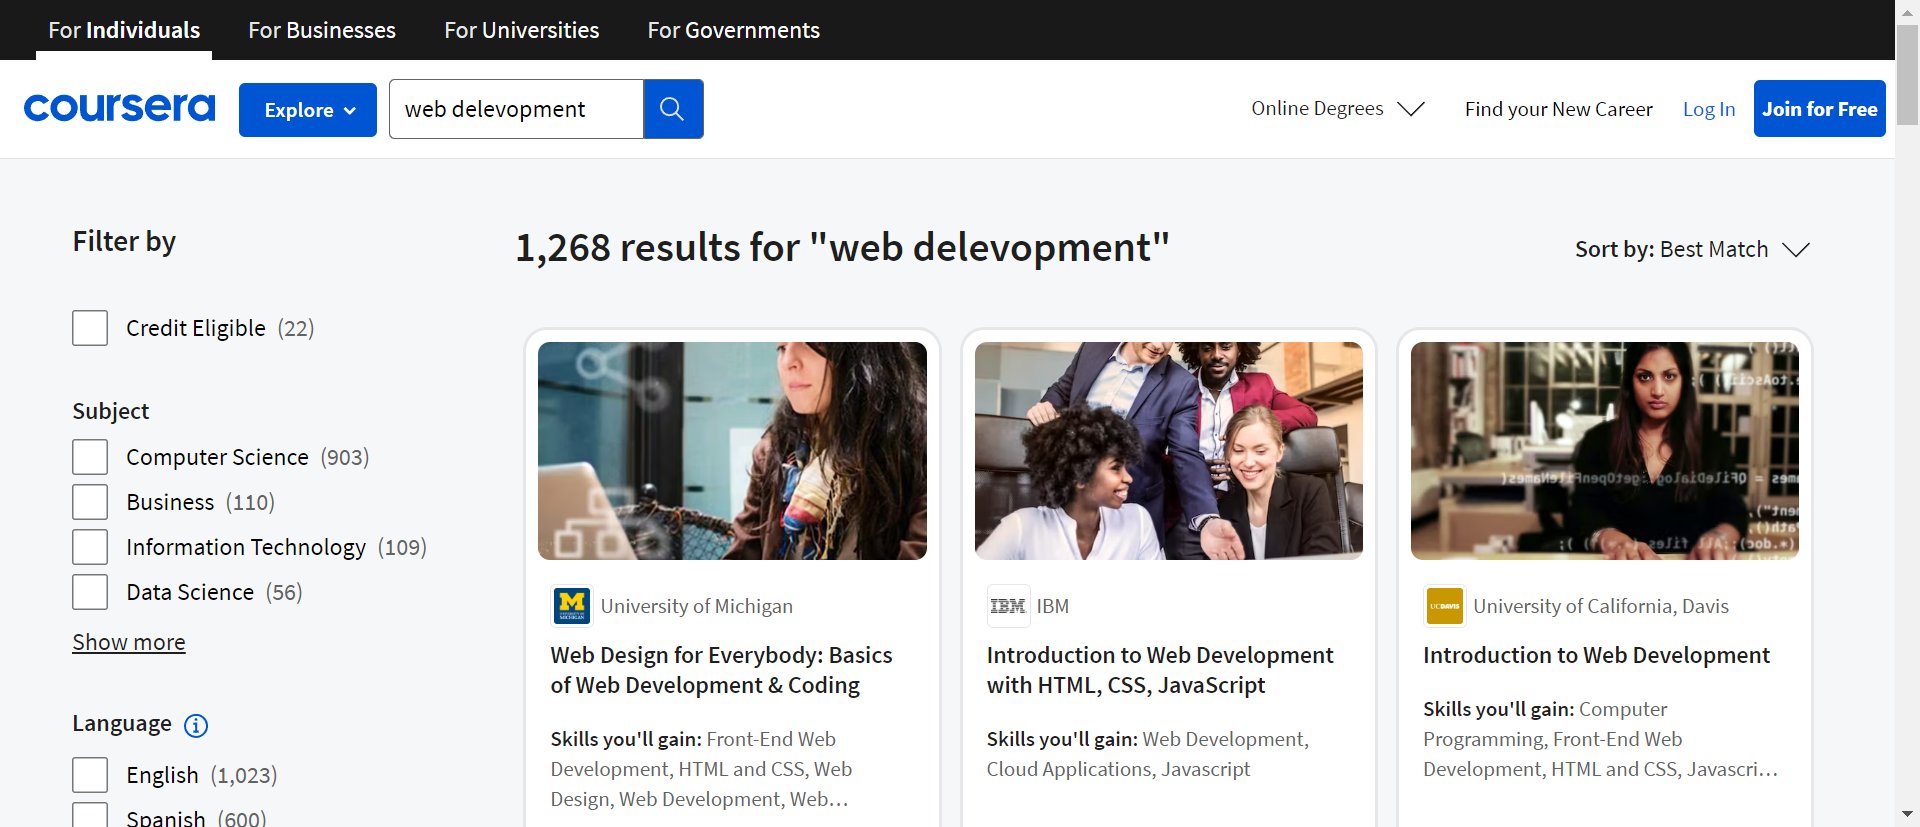 For Individuals For Businesses For Universities For Governments
coursera Explore web delevopment Online Degrees Find your New Career Log In Join for Free
Filter by
1,268 results for "web delevopment"
Sort by: Best Match
Credit Eligible (22)
Subject
Computer Science (903)
Business (110)
Information Technology (109)
Data Science (56)
Show more
Language
English (1,023)
Spanish (600)
University of Michigan
Web Design for Everybody: Basics
of Web Development & Coding
Skills you'll gain: Front-End Web
Development, HTML and CSS, Web
Design, Web Development, Web…
IBM IBM
Introduction to Web Development
with HTML, CSS, JavaScript
Skills you'll gain: Web Development,
Cloud Applications, Javascript
UCDAVIS University of California, Davis
Introduction to Web Development
Skills you'll gain: Computer
Programming, Front-End Web
Development, HTML and CSS, Javascri…